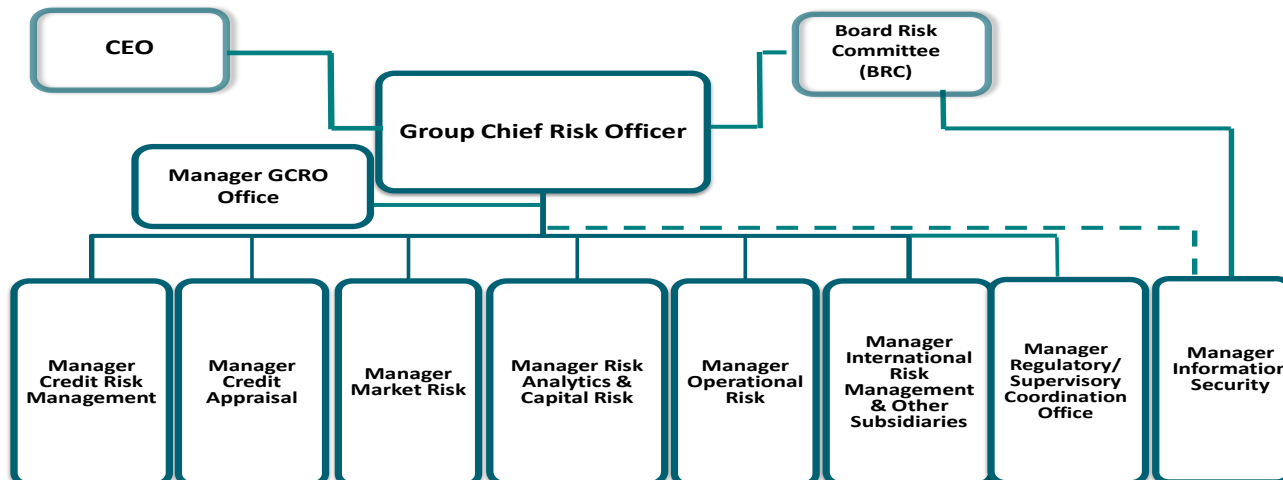 CEO
Board Risk
Committee
(BRC)
Group Chief Risk Officer
Manager GCRO
Office
Manager
Credit Risk
Management
Manager
Credit
Appraisal
Manager
Market Risk
Manager Risk
Analytics &
Capital Risk
Manager
Operational
Risk
Manager
International
Risk
Management
& Other
Subsidiaries
Manager
Regulatory/
Supervisory
Coordination
Office
Manager
Information
Security